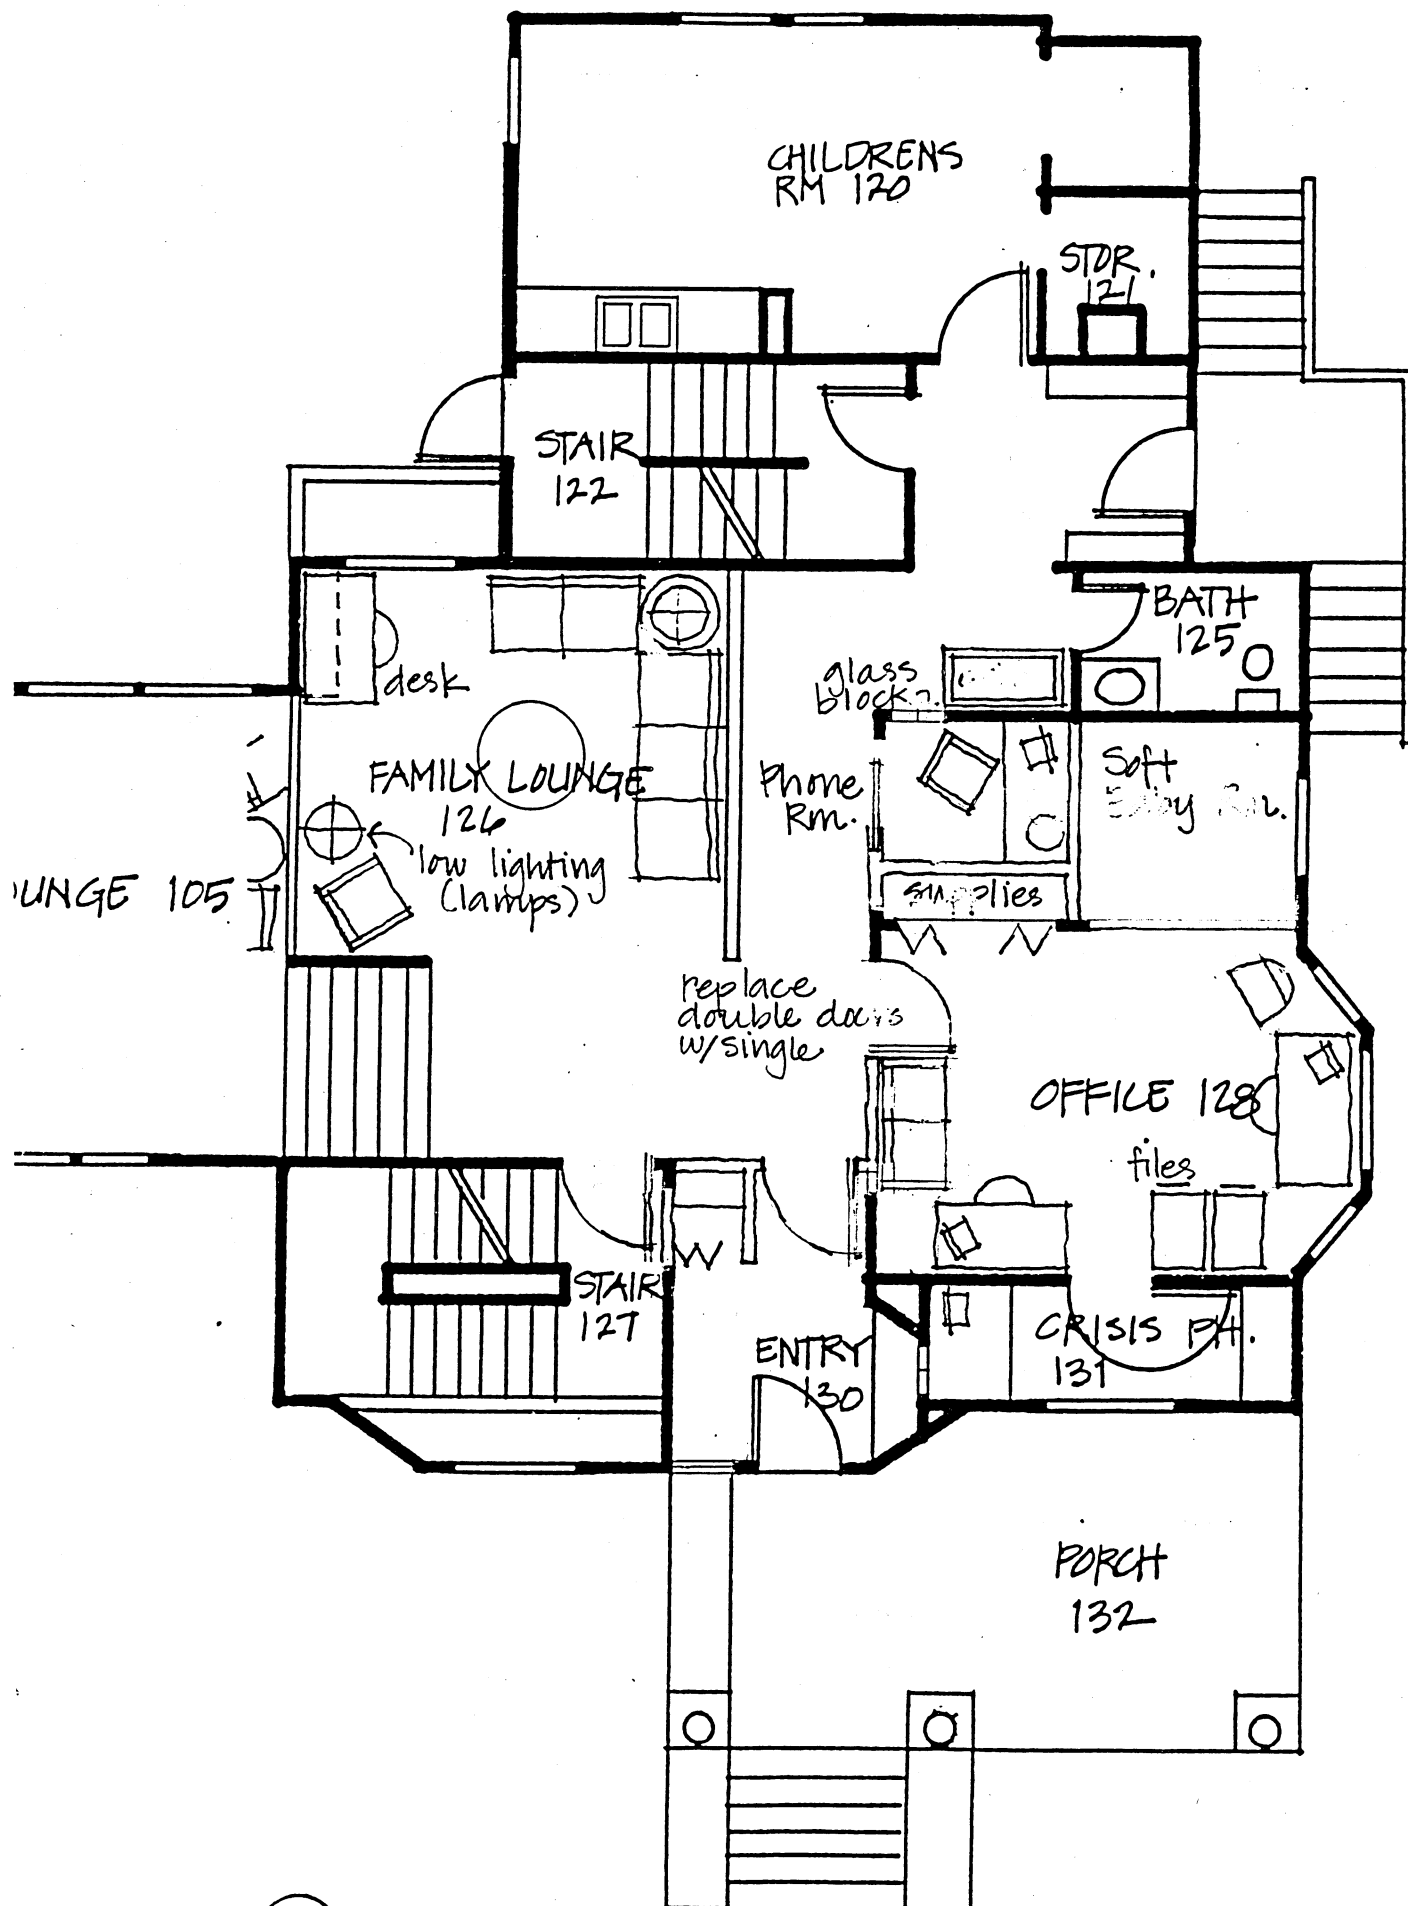 CHILDRENS
RM 120
STOR.
121
STAIR
122
BATH
125
desk
glass
block?
FAMILY LOUNGE
126
Phone
Rm.
Soft
Rm.
low lighting
(lamps)
supplies
UNGE 105
replace
double doors
w/single
OFFICE 128
files
STAIR
127
ENTRY
130
CRISIS PH.
131
PORCH
132